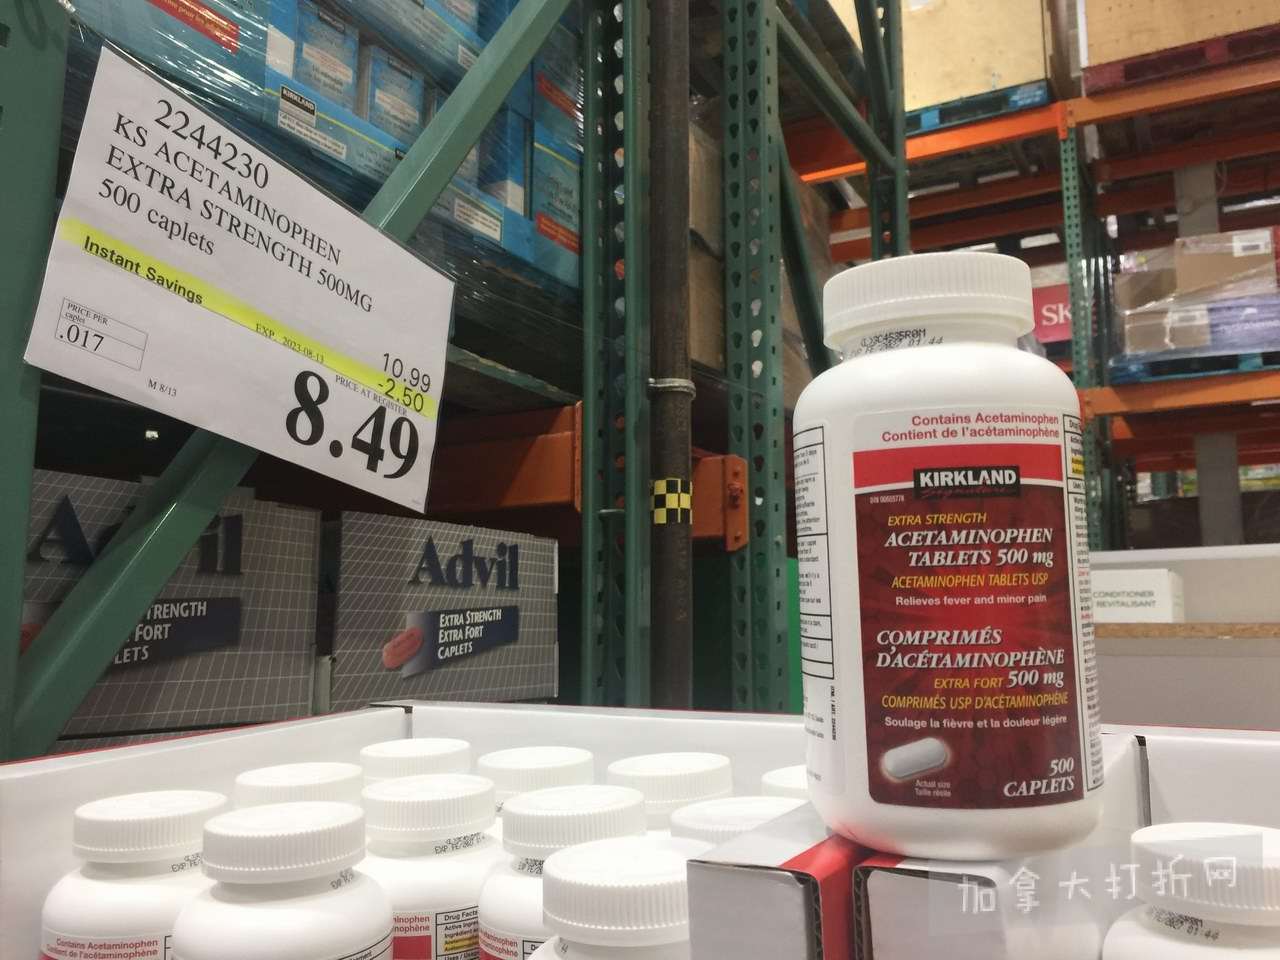 2244230
KS ACETAMINOPHEN
EXTRA STRENGTH 500MG
500 caplets
Instant Savings
EXP. 2023-08-13
10.99
-2.50
PRICE PER
caplet
.017
PRICE AT REGISTER
8.49
M 8/13
KIRKLAND
Advil
STRENGTH
FORT
LETS
Advil
EXTRA STRENGTH
EXTRA FORT
CAPLETS
SK
CONDITIONER
REVITALISANT
Contains Acetaminophen
Contient de l'acétaminophène
KIRKLAND
Signature
EXTRA STRENGTH
ACETAMINOPHEN
TABLETS 500 mg
ACETAMINOPHEN TABLETS USP
Relieves fever and minor pain
COMPRIMÉS
D'ACÉTAMINOPHÈNE
EXTRA FORT 500 mg
COMPRIMÉS USP D'ACÉTAMINOPHÈNE
Soulage la fièvre et la douleur légère
Actual size
Taille réelle
500
CAPLETS
Contains Acetaminophen
Contient de l'acétaminophène
Drug Facts
加拿大打折网